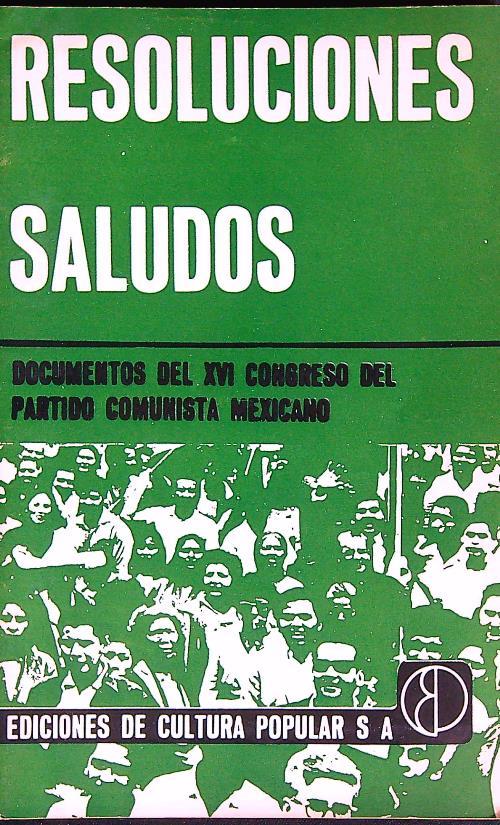 RESOLUCIONES
SALUDOS
DOCUMENTOS DEL XVI CONGRESO DEL
PARTIDO COMUNISTA MEXICANO
EDICIONES DE CULTURA POPULAR S A